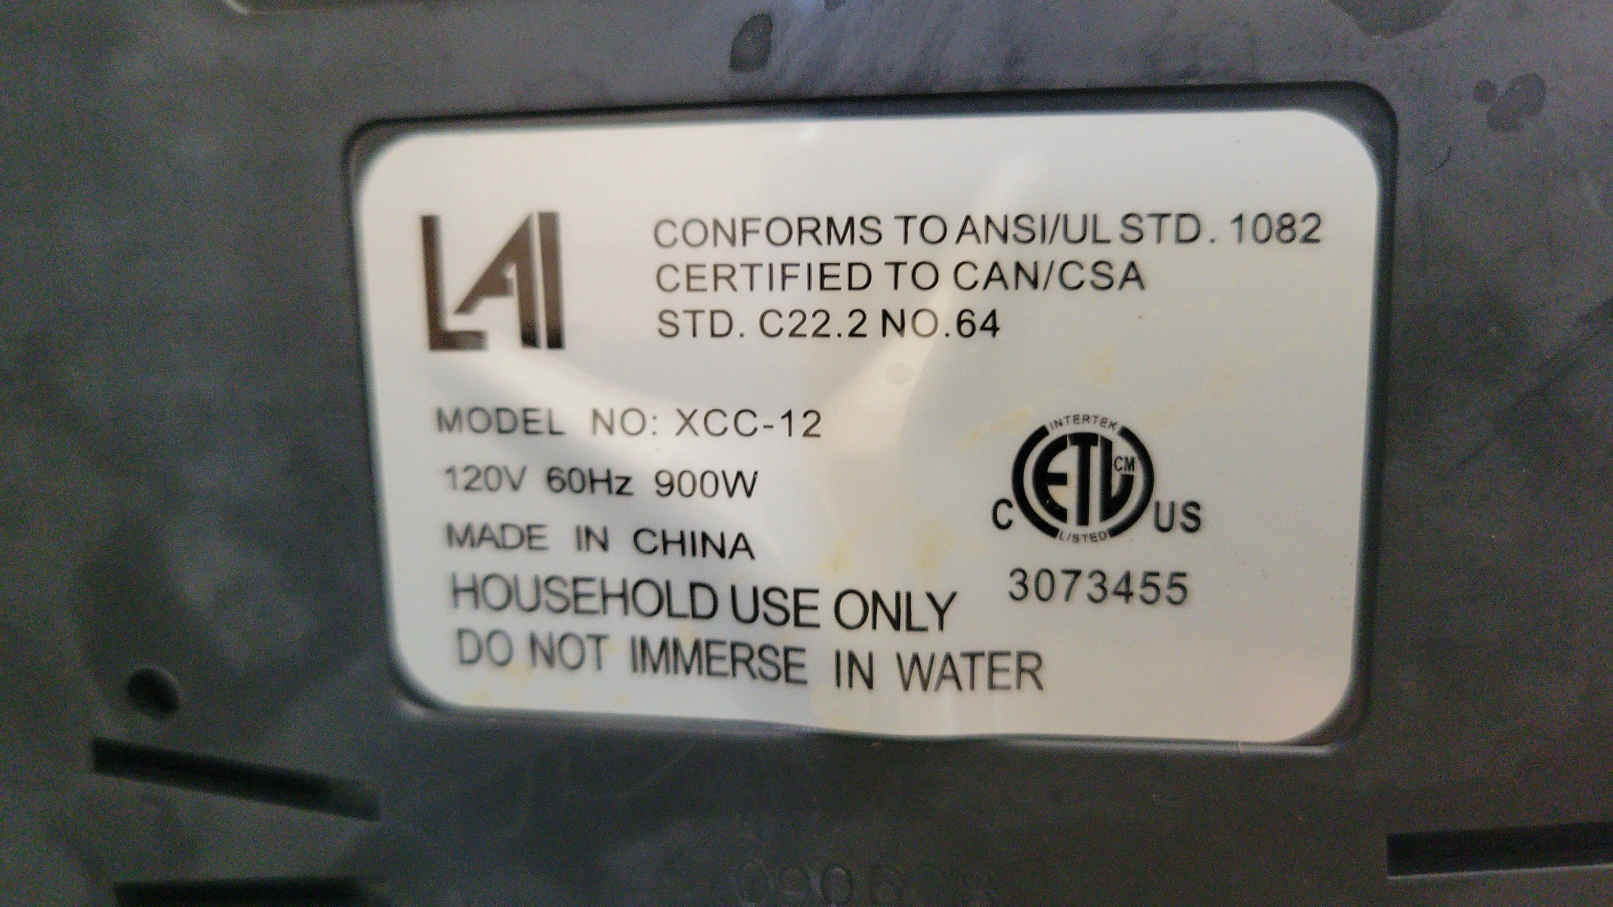 LAI
CONFORMS TO ANSI/UL STD. 1082
CERTIFIED TO CAN/CSA
STD. C22.2 NO.64
MODEL NO: XCC-12
120V 60Hz 900W
MADE IN CHINA
HOUSEHOLD USE ONLY
DO NOT IMMERSE IN WATER
INTERTEK
ETL CM
LISTED
C US
3073455